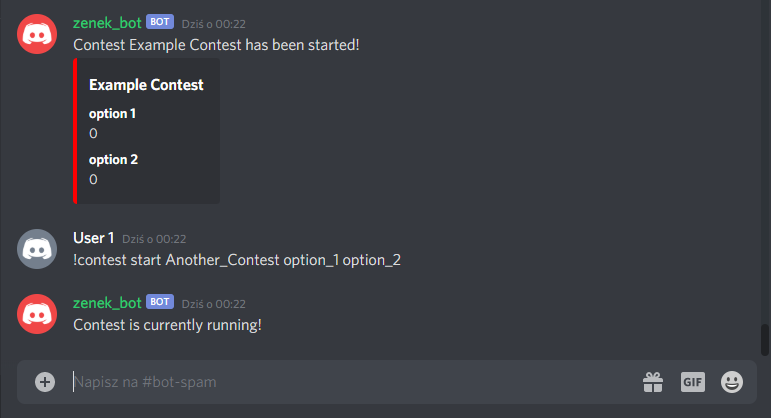 zenek_bot BOT Dziś o 00:22
Contest Example Contest has been started!
Example Contest
option 1
0
option 2
0
User 1 Dziś o 00:22
!contest start Another_Contest option_1 option_2
zenek_bot BOT Dziś o 00:22
Contest is currently running!
Napisz na #bot-spam
GIF